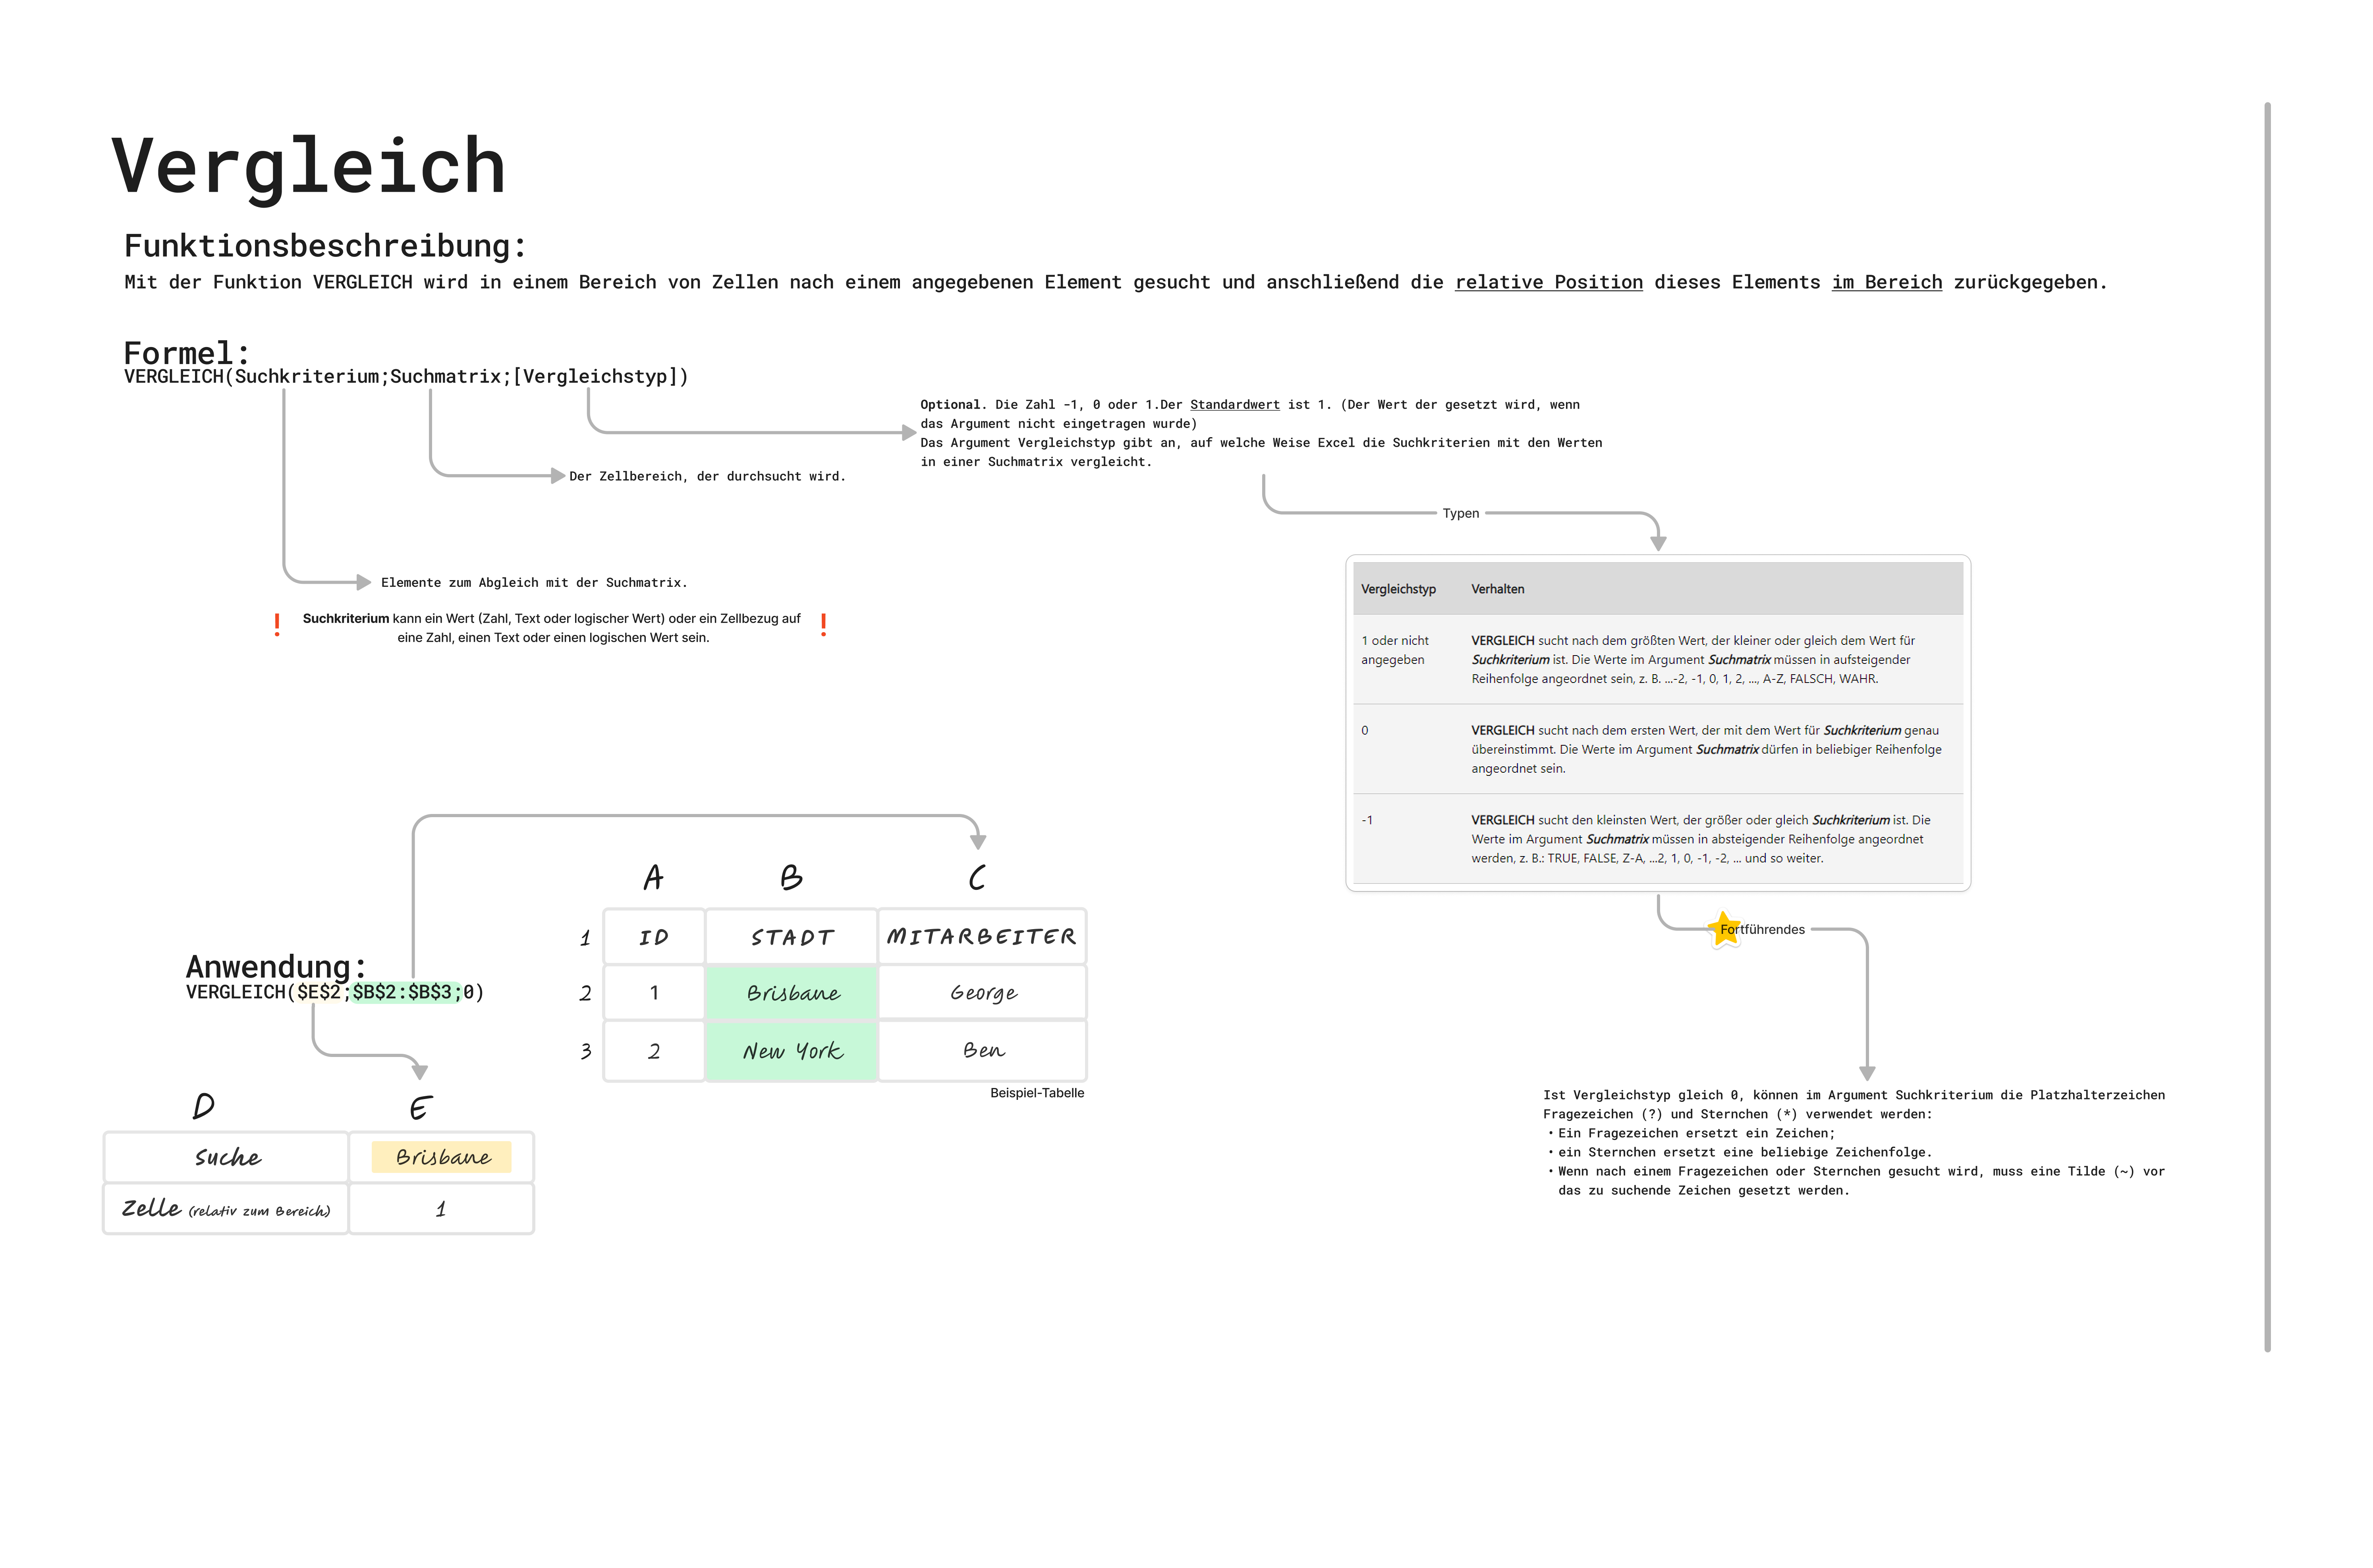 Vergleich
Funktionsbeschreibung:
Mit der Funktion VERGLEICH wird in einem Bereich von Zellen nach einem angegebenen Element gesucht und anschließend die relative Position dieses Elements im Bereich zurückgegeben.
Formel:
VERGLEICH(Suchkriterium;Suchmatrix;[Vergleichstyp])
Optional. Die Zahl -1, 0 oder 1.Der Standardwert ist 1. (Der Wert der gesetzt wird, wenn
das Argument nicht eingetragen wurde)
Das Argument Vergleichstyp gibt an, auf welche Weise Excel die Suchkriterien mit den Werten
in einer Suchmatrix vergleicht.
Der Zellbereich, der durchsucht wird.
Elemente zum Abgleich mit der Suchmatrix.
❗ Suchkriterium kann ein Wert (Zahl, Text oder logischer Wert) oder ein Zellbezug auf ❗
eine Zahl, einen Text oder einen logischen Wert sein.
Typen
Vergleichstyp Verhalten
1 oder nicht VERGLEICH sucht nach dem größten Wert, der kleiner oder gleich dem Wert für
angegeben Suchkriterium ist. Die Werte im Argument Suchmatrix müssen in aufsteigender
Reihenfolge angeordnet sein, z. B. ...-2, -1, 0, 1, 2, ..., A-Z, FALSCH, WAHR.
0 VERGLEICH sucht nach dem ersten Wert, der mit dem Wert für Suchkriterium genau
übereinstimmt. Die Werte im Argument Suchmatrix dürfen in beliebiger Reihenfolge
angeordnet sein.
-1 VERGLEICH sucht den kleinsten Wert, der größer oder gleich Suchkriterium ist. Die
Werte im Argument Suchmatrix müssen in absteigender Reihenfolge angeordnet
werden, z. B.: TRUE, FALSE, Z-A, ...2, 1, 0, -1, -2, ... und so weiter.
Fortführendes
Ist Vergleichstyp gleich 0, können im Argument Suchkriterium die Platzhalterzeichen
Fragezeichen (?) und Sternchen (*) verwendet werden:
• Ein Fragezeichen ersetzt ein Zeichen;
• ein Sternchen ersetzt eine beliebige Zeichenfolge.
• Wenn nach einem Fragezeichen oder Sternchen gesucht wird, muss eine Tilde (~) vor
das zu suchende Zeichen gesetzt werden.
Anwendung:
VERGLEICH($E$2;$B$2:$B$3;0)
A B C
1 ID STADT MITARBEITER
2 1 Brisbane George
3 2 New York Ben
Beispiel-Tabelle
D E
Suche Brisbane
Zelle (relativ zum Bereich) 1